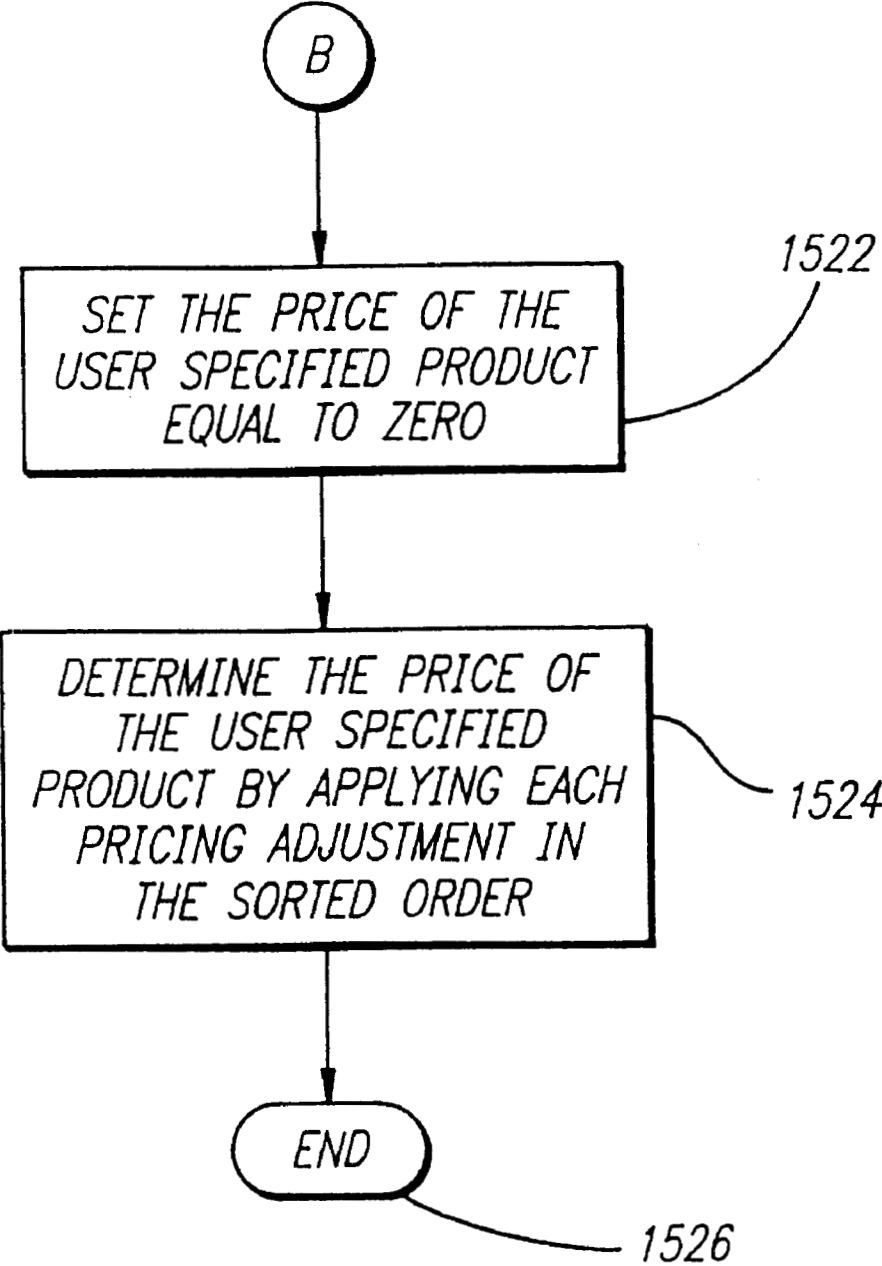 B
1522
SET THE PRICE OF THE
USER SPECIFIED PRODUCT
EQUAL TO ZERO
DETERMINE THE PRICE OF
THE USER SPECIFIED
PRODUCT BY APPLYING EACH
PRICING ADJUSTMENT IN
THE SORTED ORDER
1524
END
1526